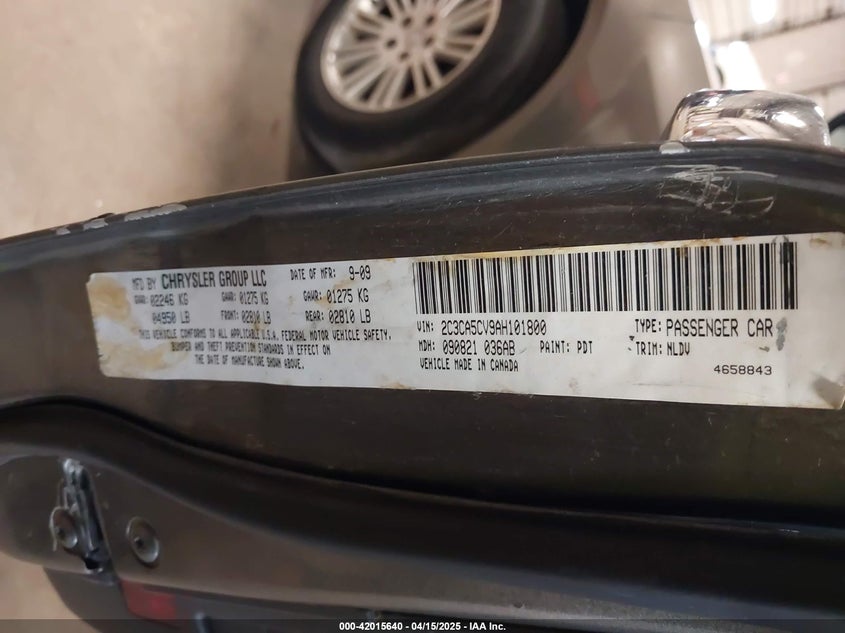 MFD BY CHRYSLER GROUP LLC DATE OF MFR: 9-09
GVWR: 02246 KG GAWR: 01275 KG GAWR: 01275 KG
04950 LB FRONT: 02810 LB REAR: 02810 LB
THIS VEHICLE CONFORMS TO ALL APPLICABLE U.S.A. FEDERAL MOTOR VEHICLE SAFETY,
BUMPER AND THEFT PREVENTION STANDARDS IN EFFECT ON
THE DATE OF MANUFACTURE SHOWN ABOVE.
VIN: 2C3CA5CV9AH101800 TYPE: PASSENGER CAR
MDH: 090821 036AB PAINT: PDT TRIM: NLDV
VEHICLE MADE IN CANADA 4658843
000-42015640 - 04/15/2025 - IAA Inc.